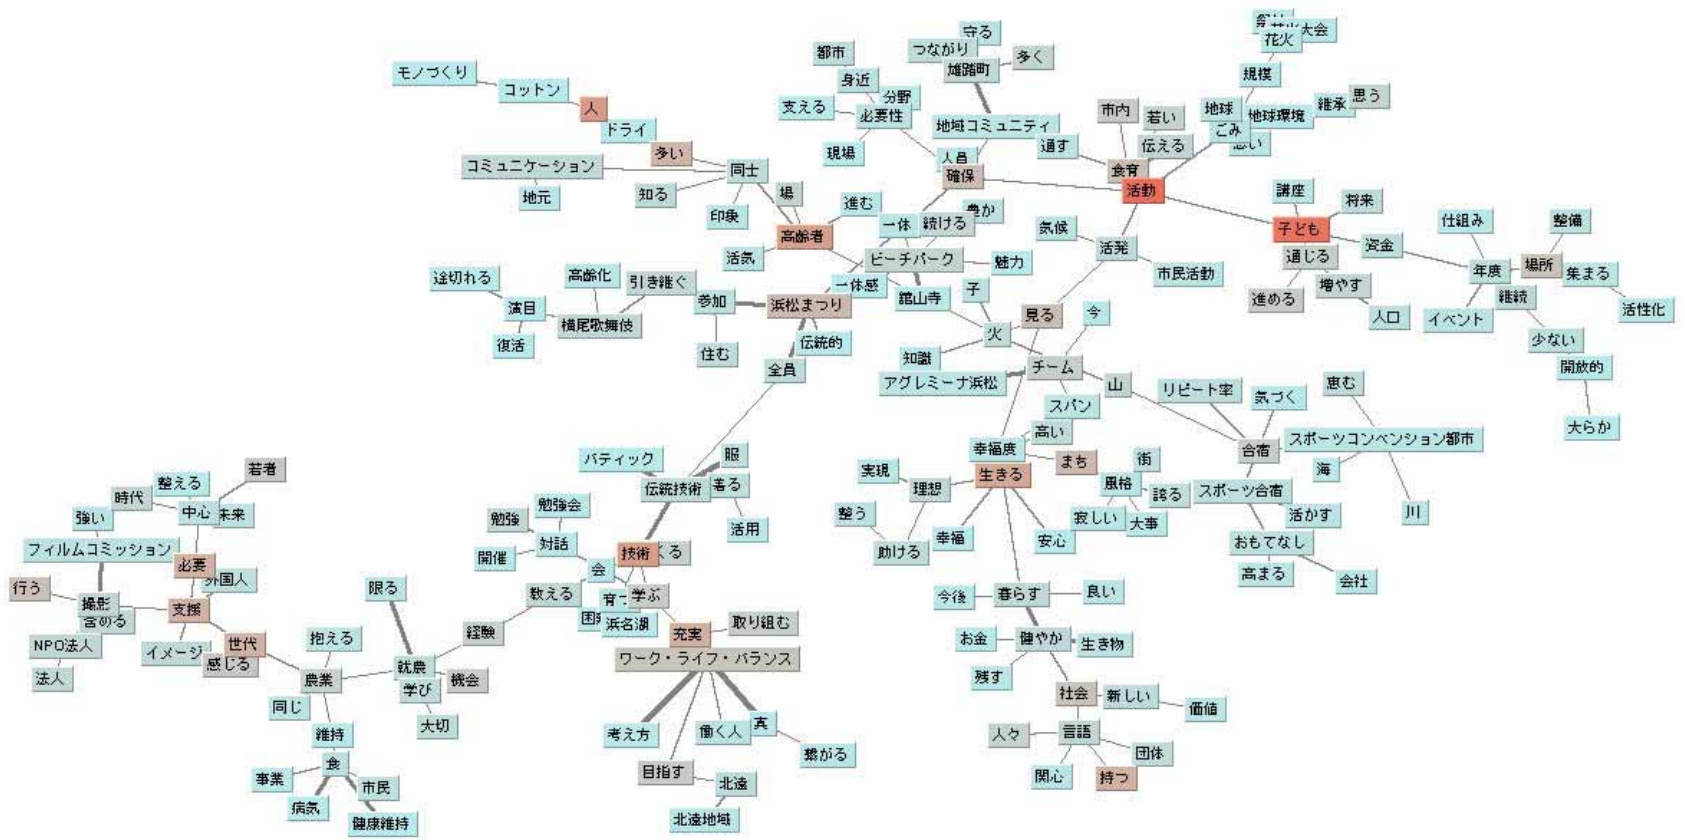 花火
規模
地球
地球環境
継承
思う
ごみ
守る
つながり
雄踏町
多く
都市
身近
分野
支える
必要性
現場
地域コミュニティ
通す
市内
若い
伝える
食育
活動
確保
モノづくり
コットン
人
ドライ
多い
コミュニケーション
地元
同士
知る
印象
場
高齢者
進む
活気
一体
続ける
豊か
ビーチパーク
魅力
一体感
舘山寺
子
気候
活発
市民活動
講座
将来
子ども
通じる
資金
進める
増やす
人口
仕組み
年度
場所
整備
集まる
継続
活性化
イベント
少ない
開放的
大らか
途切れる
高齢化
引き継ぐ
演目
横尾歌舞伎
復活
参加
住む
浜松まつり
伝統的
全員
見る
火
今
知識
チーム
アグレミーナ浜松
山
スパン
高い
幸福度
まち
生きる
実現
理想
整う
助ける
幸福
安心
街
風格
誇る
寂しい
大事
リピート率
気づく
恵む
合宿
スポーツコンベンション都市
海
川
スポーツ合宿
活かす
おもてなし
高まる
会社
バティック
服
伝統技術
着る
活用
勉強会
勉強
対話
開催
会
技術
学ぶ
教える
浜名湖
経験
充実
取り組む
ワーク・ライフ・バランス
考え方
働く人
真
繋がる
目指す
北遠
北遠地域
若者
整える
時代
中心
未来
強い
フィルムコミッション
必要
外国人
行う
撮影
含める
支援
NPO法人
法人
イメージ
世代
感じる
農業
抱える
同じ
限る
就農
学び
機会
大切
維持
食
事業
病気
市民
健康維持
今後
暮らす
良い
お金
健やか
生き物
残す
社会
新しい
価値
人々
言語
団体
関心
持つ